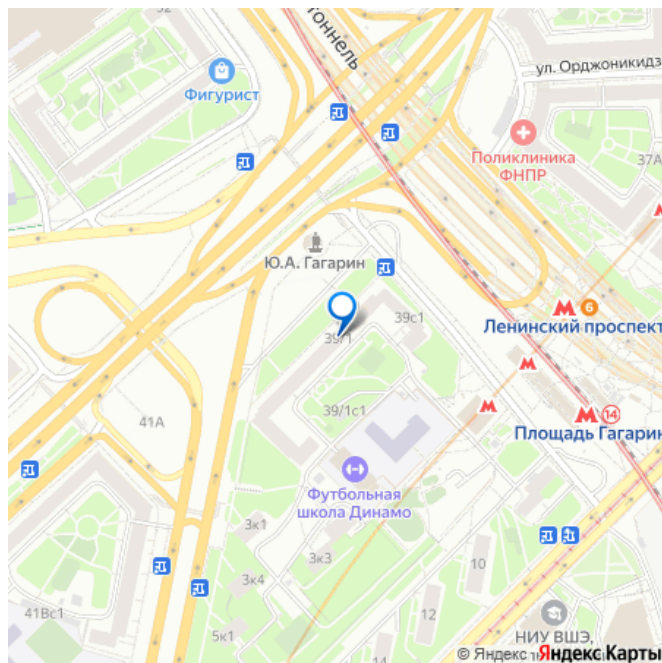 Тоннель
ул. Орджоникидз
Фигурист
Поликлиника
ФНПР
37А
Ю.А. Гагарин
6
Ленинский проспект
39с1
39/1
14
Площадь Гагарин
39/1с1
41А
Футбольная
школа Динамо
3к1
3к3
3к4
10
12
5к1
41Вс1
НИУ ВШЭ,
© Яндекс Яндекс Карты